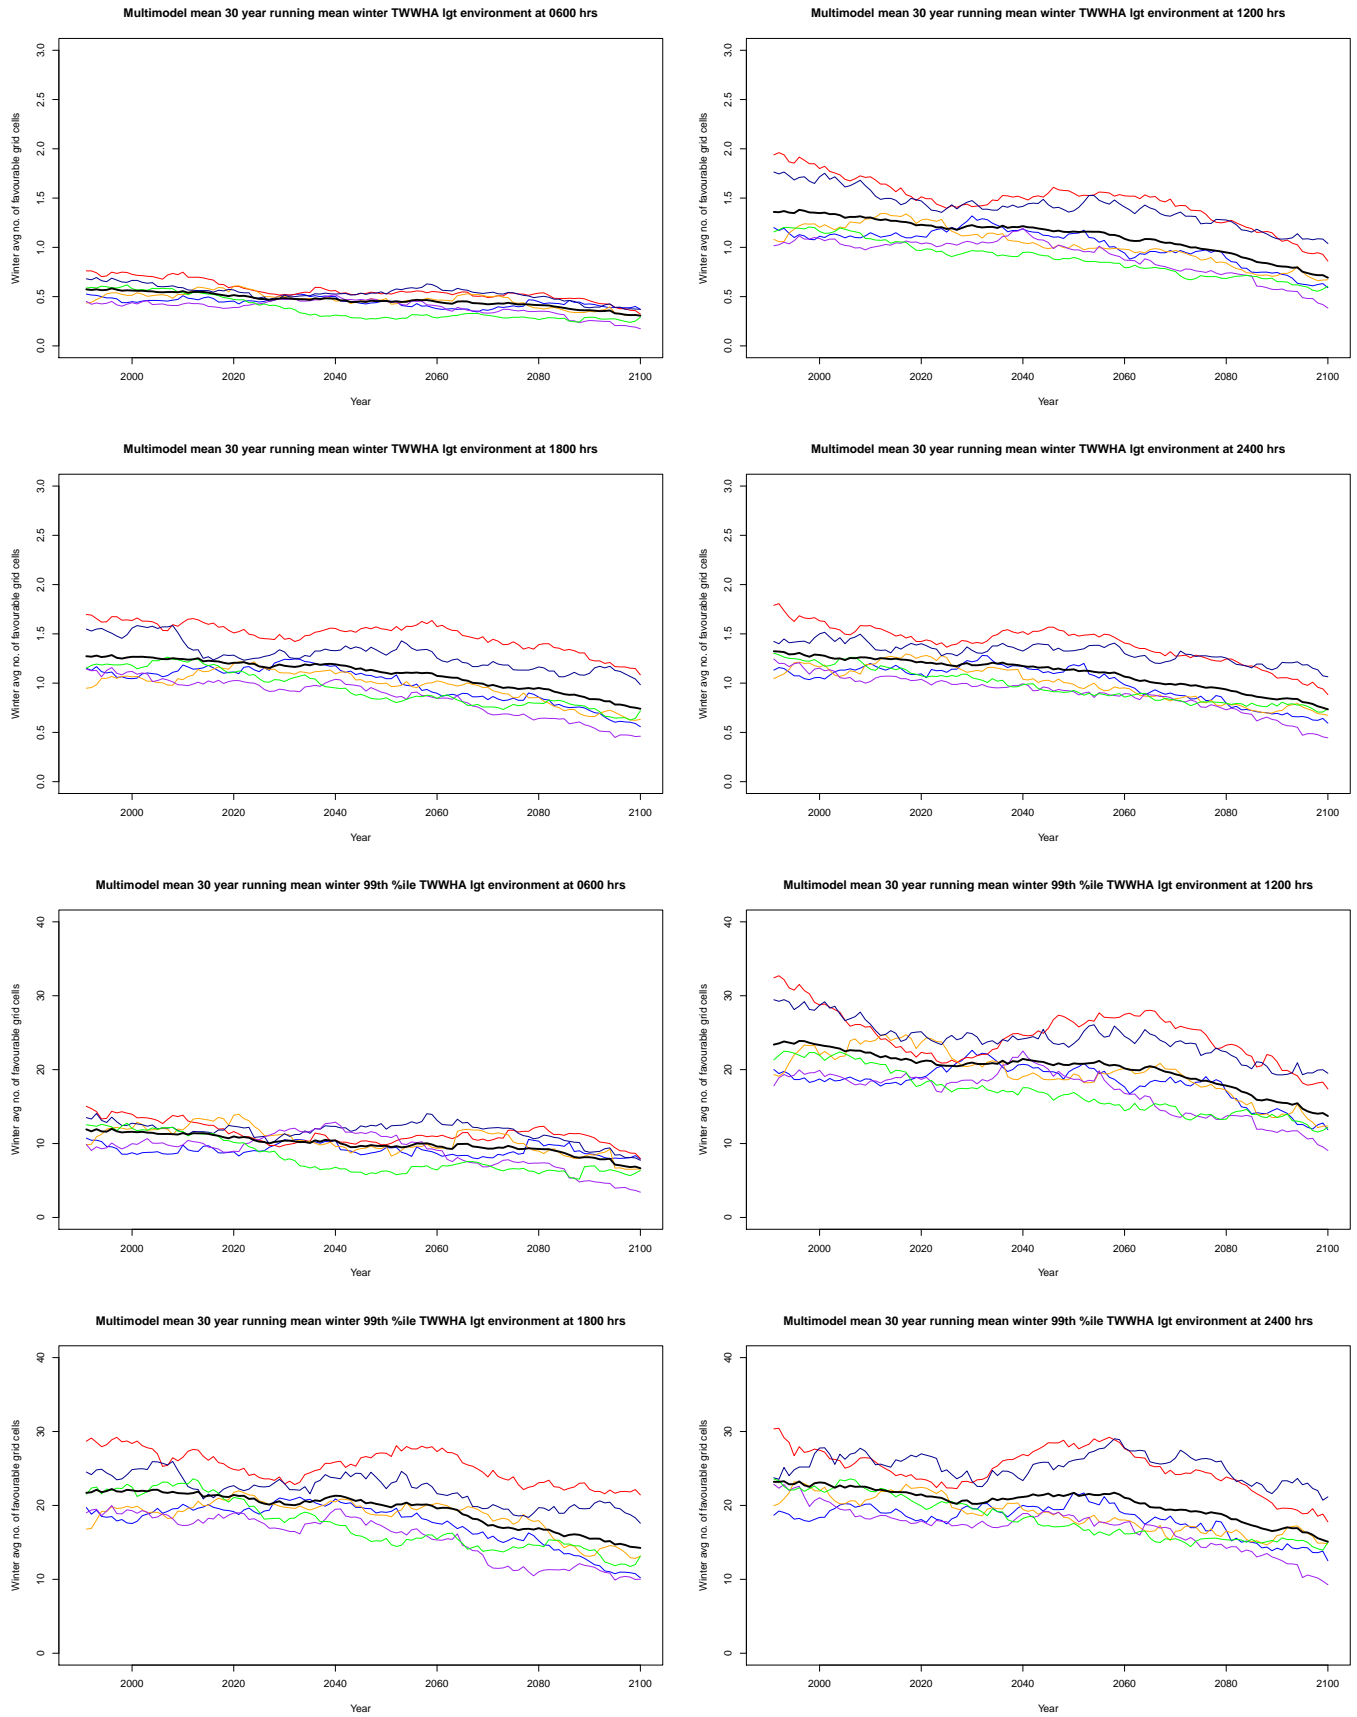 Multimodel mean 30 year running mean winter TWWHA lgt environment at 0600 hrs
Winter avg no. of favourable grid cells
3.0
2.5
2.0
1.5
1.0
0.5
0.0
2000 2020 2040 2060 2080 2100
Year
Multimodel mean 30 year running mean winter TWWHA lgt environment at 1200 hrs
Winter avg no. of favourable grid cells
3.0
2.5
2.0
1.5
1.0
0.5
0.0
2000 2020 2040 2060 2080 2100
Year
Multimodel mean 30 year running mean winter TWWHA lgt environment at 1800 hrs
Winter avg no. of favourable grid cells
3.0
2.5
2.0
1.5
1.0
0.5
0.0
2000 2020 2040 2060 2080 2100
Year
Multimodel mean 30 year running mean winter TWWHA lgt environment at 2400 hrs
Winter avg no. of favourable grid cells
3.0
2.5
2.0
1.5
1.0
0.5
0.0
2000 2020 2040 2060 2080 2100
Year
Multimodel mean 30 year running mean winter 99th %ile TWWHA lgt environment at 0600 hrs
Winter avg no. of favourable grid cells
40
30
20
10
0
2000 2020 2040 2060 2080 2100
Year
Multimodel mean 30 year running mean winter 99th %ile TWWHA lgt environment at 1200 hrs
Winter avg no. of favourable grid cells
40
30
20
10
0
2000 2020 2040 2060 2080 2100
Year
Multimodel mean 30 year running mean winter 99th %ile TWWHA lgt environment at 1800 hrs
Winter avg no. of favourable grid cells
40
30
20
10
0
2000 2020 2040 2060 2080 2100
Year
Multimodel mean 30 year running mean winter 99th %ile TWWHA lgt environment at 2400 hrs
Winter avg no. of favourable grid cells
40
30
20
10
0
2000 2020 2040 2060 2080 2100
Year